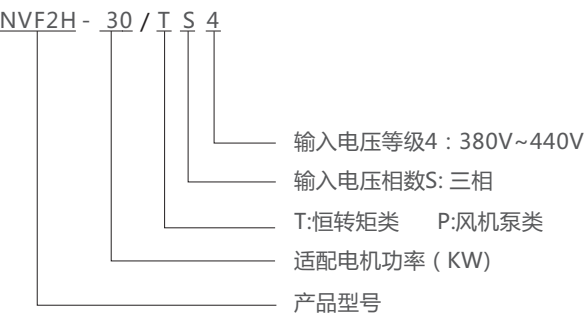 NVF2H - 30 / T S 4
输入电压等级4：380V~440V
输入电压相数S: 三相
T:恒转矩类 P:风机泵类
适配电机功率（KW)
产品型号